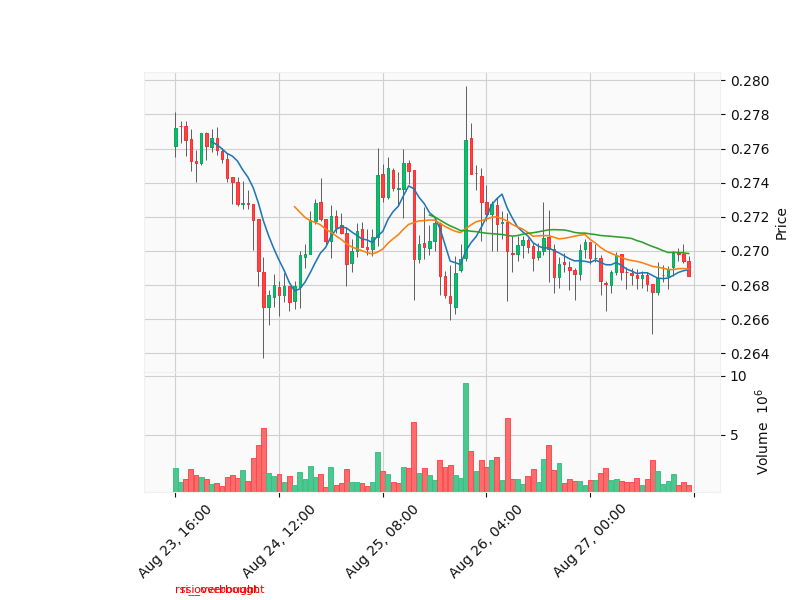 0.280
0.278
0.276
0.274
0.272
0.270
0.268
0.266
0.264
Price
10
5
Volume 10^6
Aug 23, 16:00
Aug 24, 12:00
Aug 25, 08:00
Aug 26, 04:00
Aug 27, 00:00